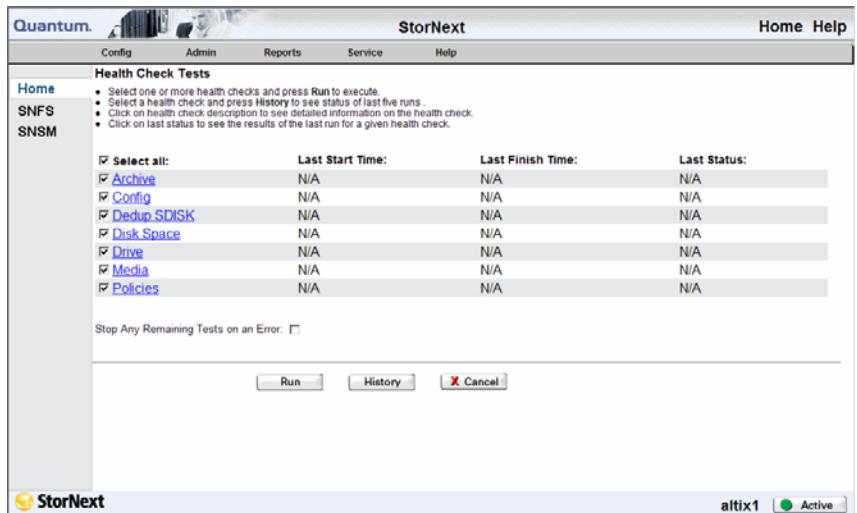 Quantum. StorNext Home Help
Config Admin Reports Service Help
Home
SNFS
SNSM
Health Check Tests
• Select one or more health checks and press Run to execute.
• Select a health check and press History to see status of last five runs .
• Click on health check description to see detailed information on the health check.
• Click on last status to see the results of the last run for a given health check.
Select all: Last Start Time: Last Finish Time: Last Status:
Archive N/A N/A N/A
Config N/A N/A N/A
Dedup SDISK N/A N/A N/A
Disk Space N/A N/A N/A
Drive N/A N/A N/A
Media N/A N/A N/A
Policies N/A N/A N/A
Stop Any Remaining Tests on an Error:
Run History X Cancel
StorNext altix1 Active